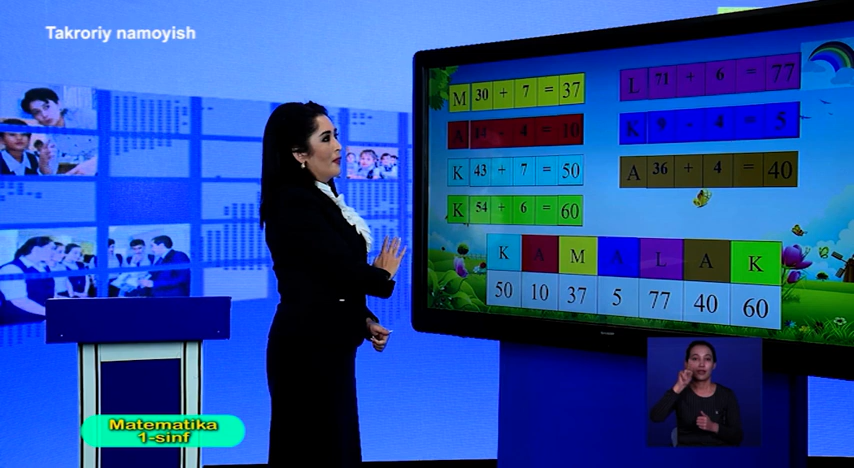 Takroriy namoyish
M 30 + 7 = 37
L 71 + 6 = 77
A 14 - 4 = 10
K 9 - 4 = 5
K 43 + 7 = 50
A 36 + 4 = 40
K 54 + 6 = 60
K A M A L A K
50 10 37 5 77 40 60
Matematika
1-sinf